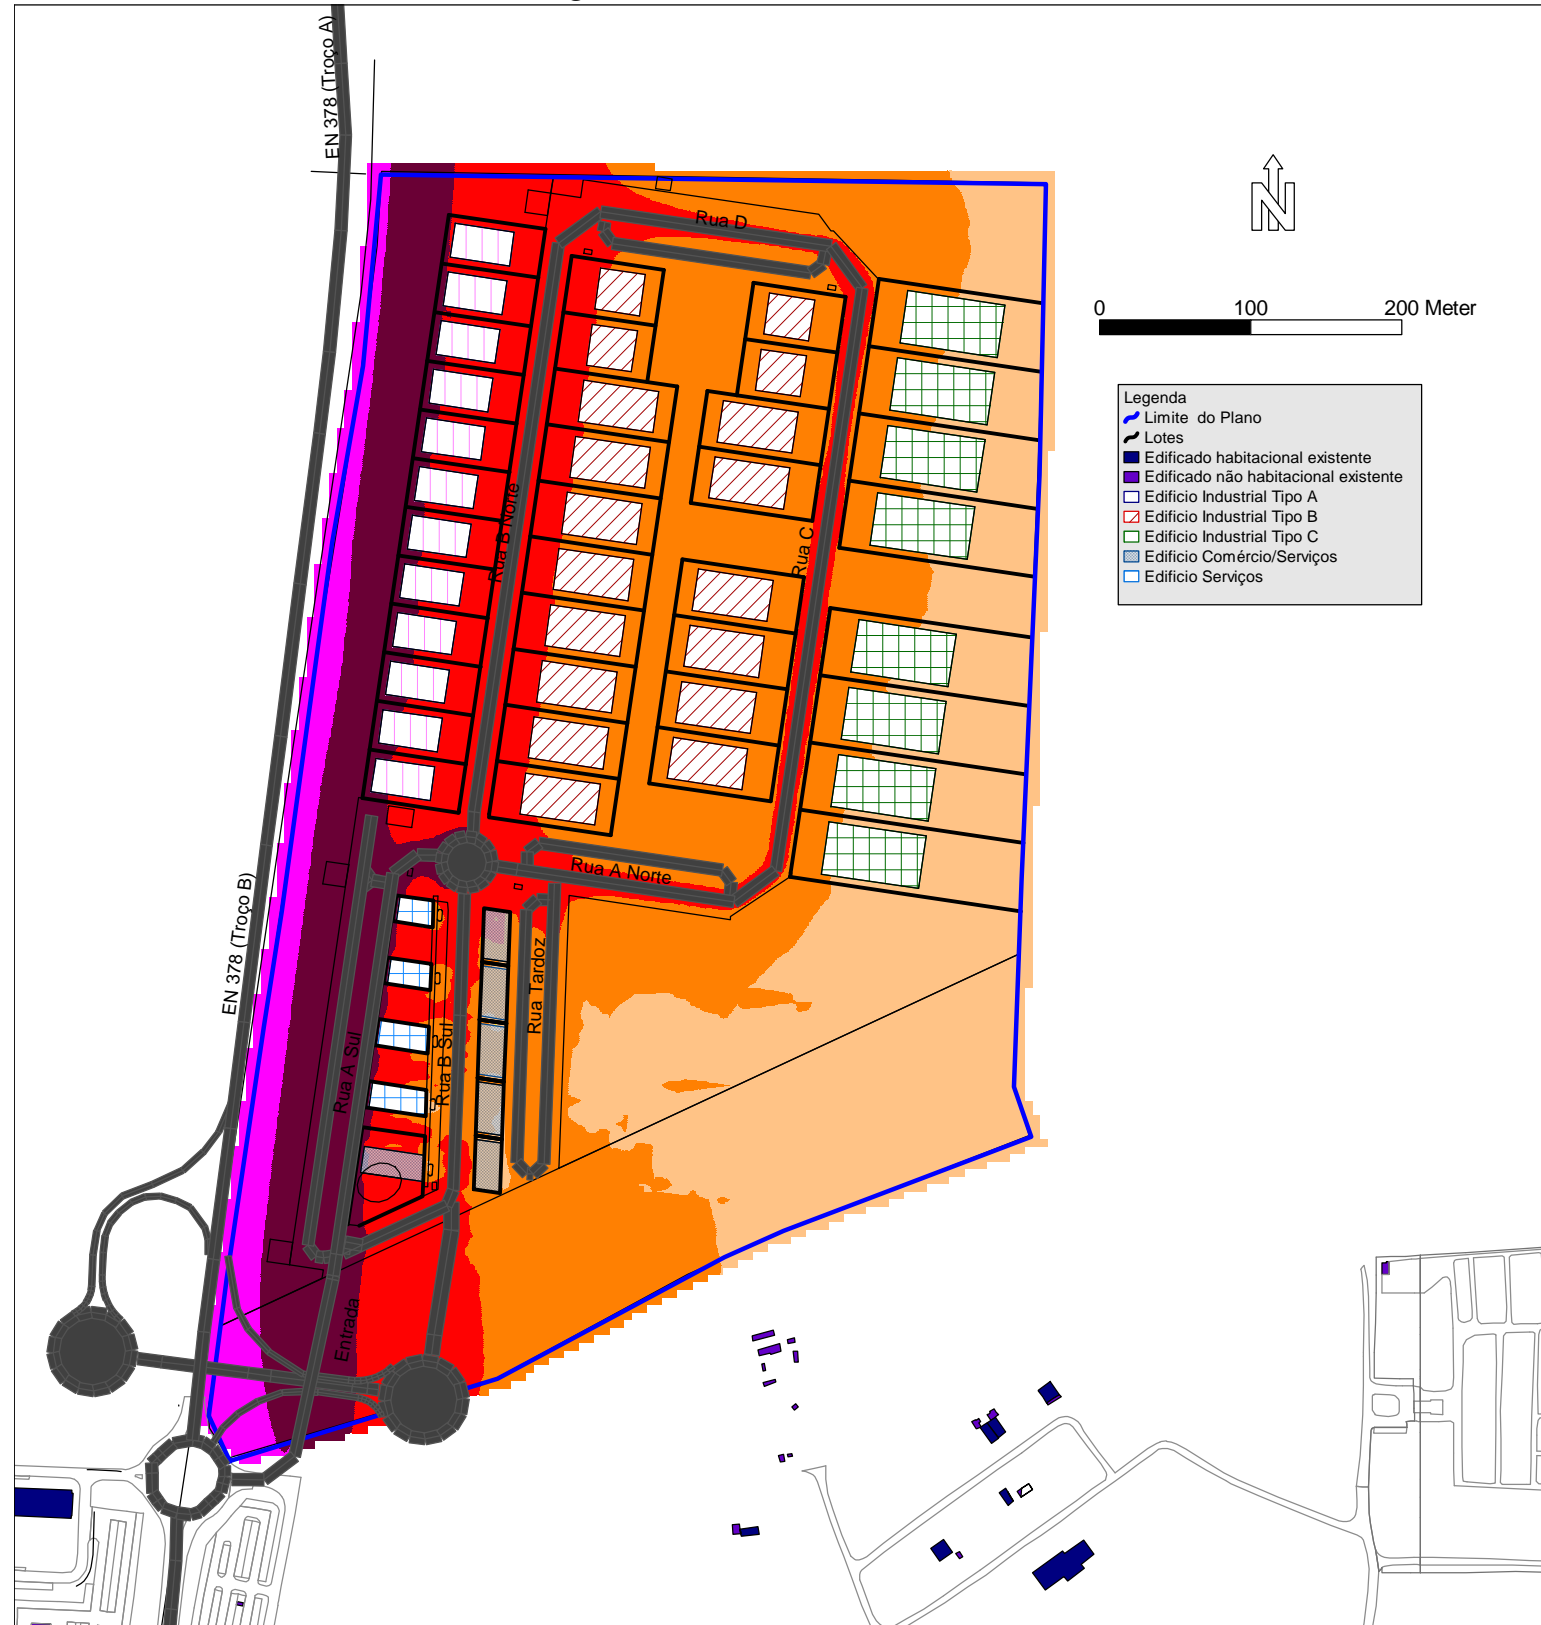 EN 378 (Troço A)
Rua D
0 100 200 Meter
Legenda
Limite do Plano
Lotes
Edificado habitacional existente
Edificado não habitacional existente
Edificio Industrial Tipo A
Edificio Industrial Tipo B
Edificio Industrial Tipo C
Edificio Comércio/Serviços
Edificio Serviços
Rua B Norte
Rua C
Rua A Norte
EN 378 (Troço B)
Rua Tardoz
Rua A Sul
Rua B Sul
Entrada